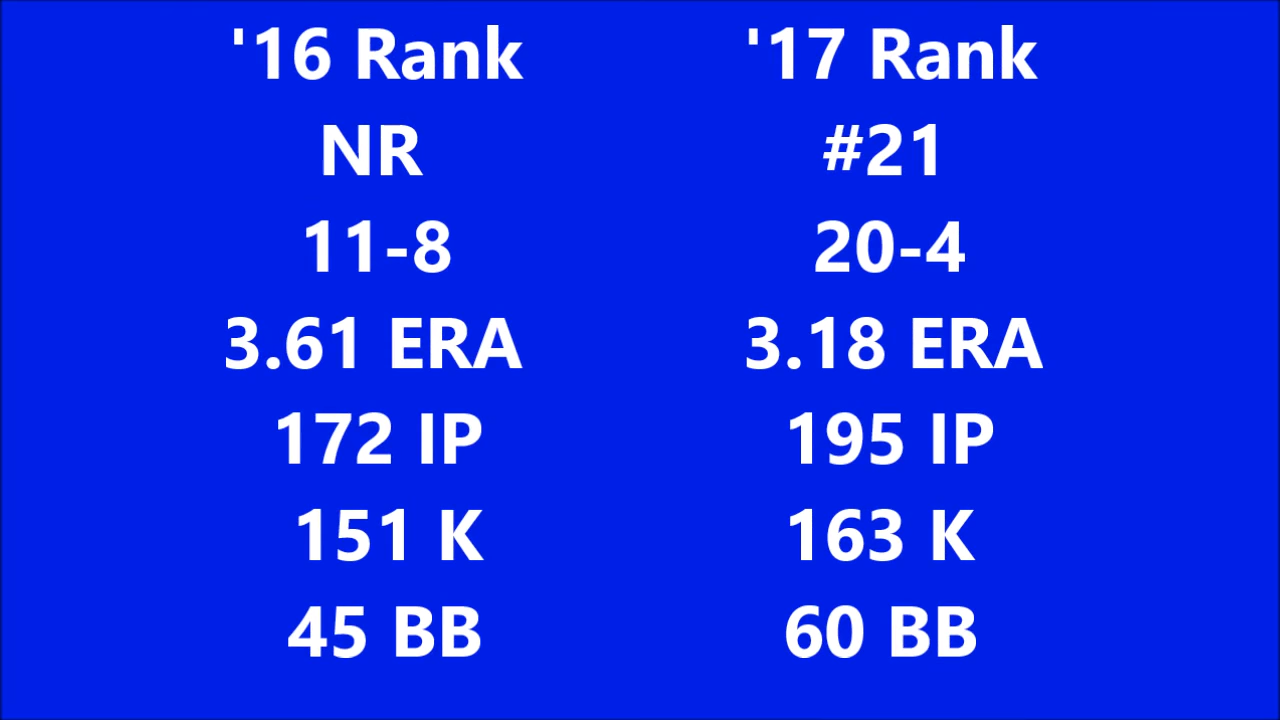 '16 Rank '17 Rank
NR #21
11-8 20-4
3.61 ERA 3.18 ERA
172 IP 195 IP
151 K 163 K
45 BB 60 BB